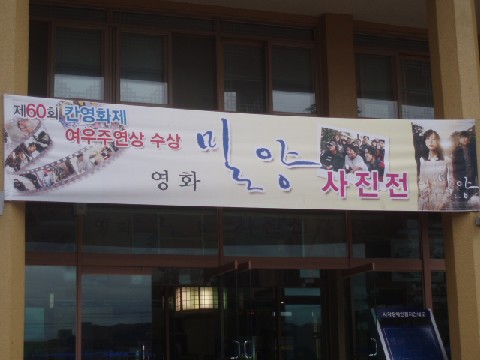 제60회 칸영화제
여우주연상 수상
영화 밀양 사진전